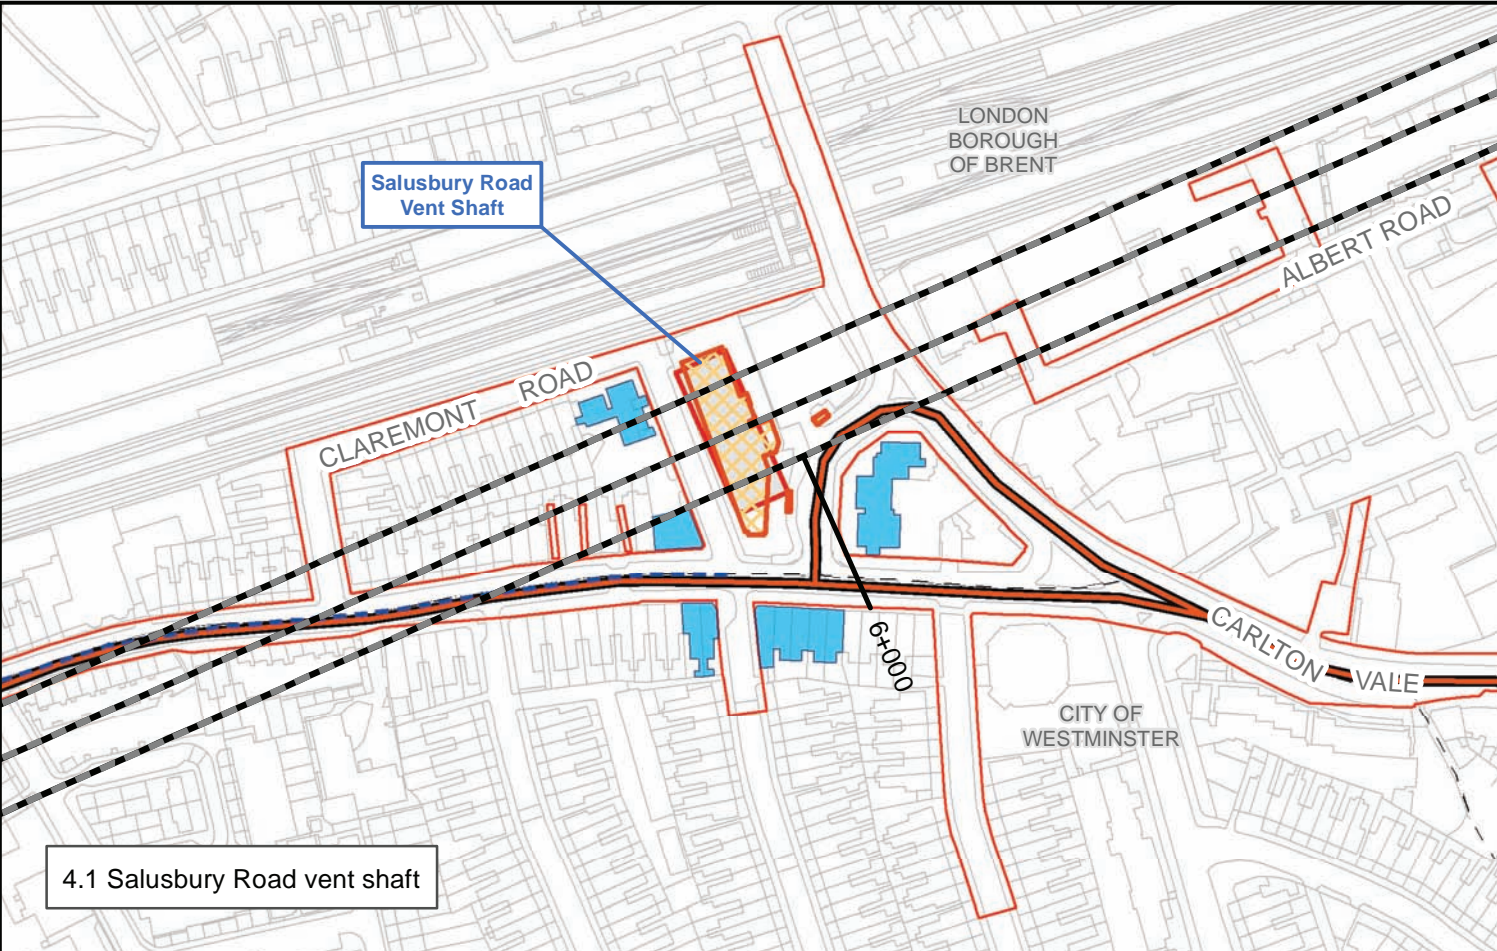 LONDON
BOROUGH
OF BRENT
Salusbury Road
Vent Shaft
ALBERT ROAD
CLAREMONT ROAD
6+000
CARLTON VALE
CITY OF
WESTMINSTER
4.1 Salusbury Road vent shaft